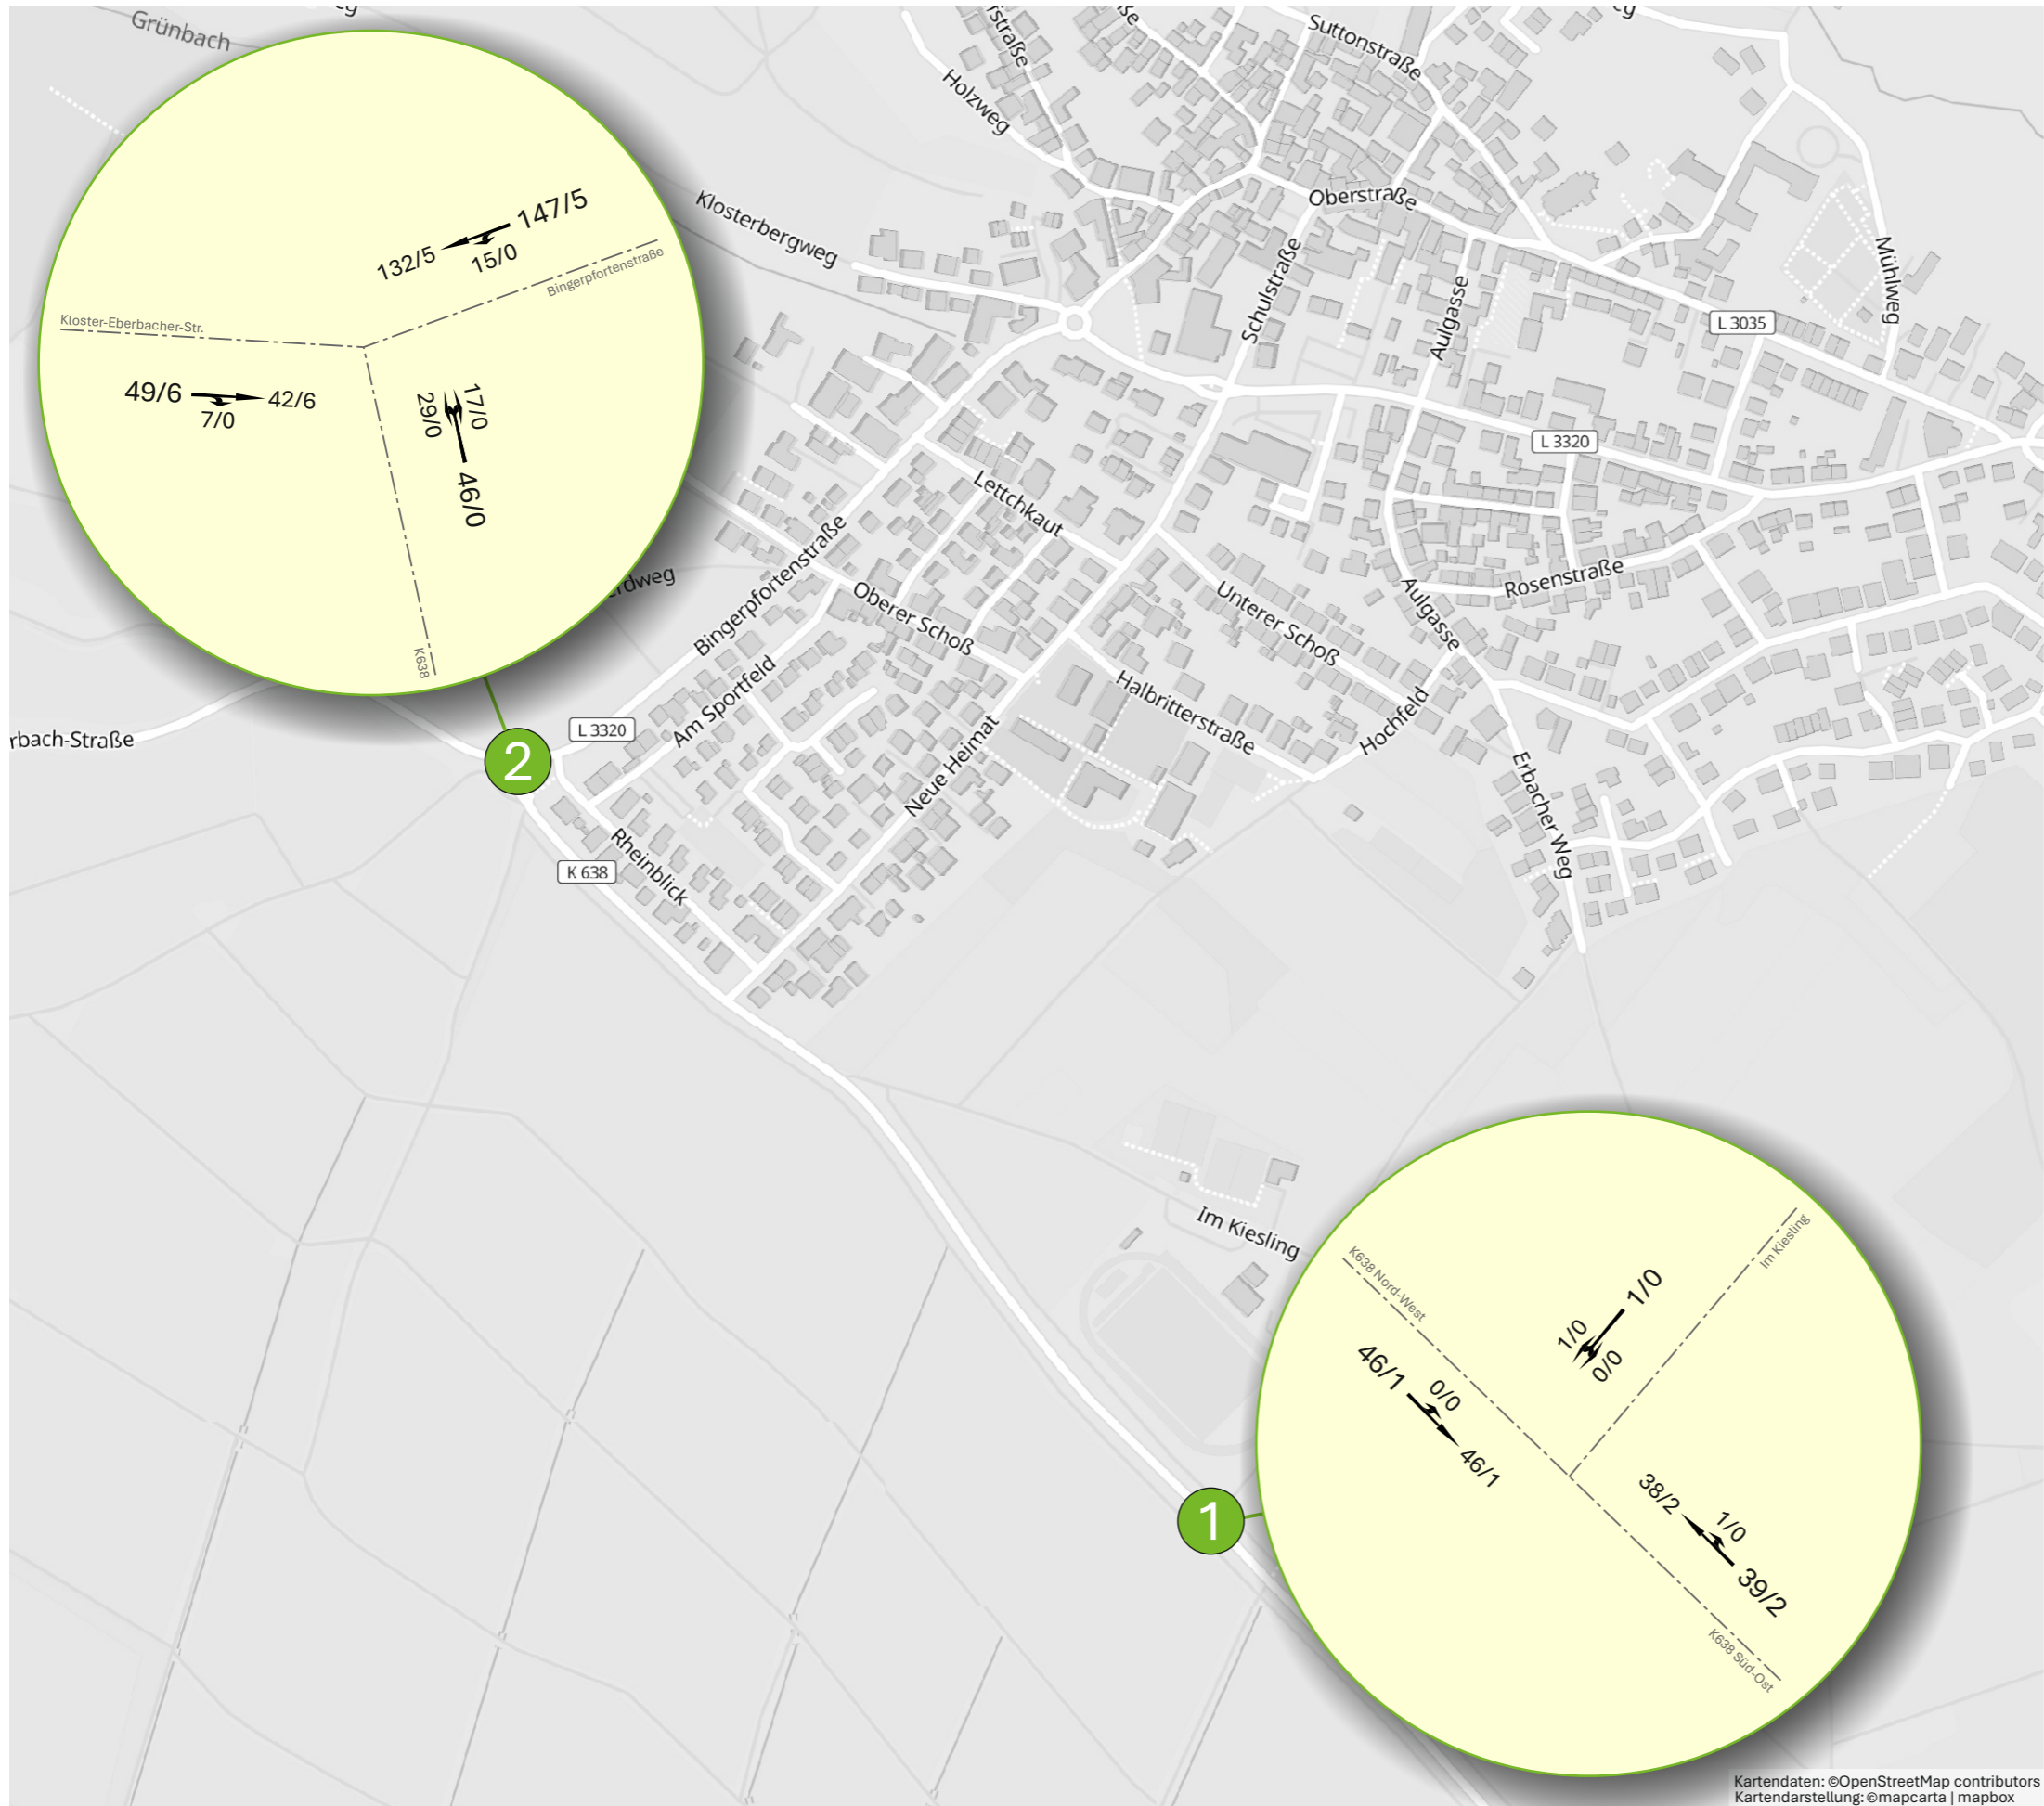 Grünbach
Holzweg
Suttonstraße
Klosterbergweg
Oberstraße
Schulstraße
Aulgasse
Mühlweg
L 3035
L 3320
147/5
132/5
15/0
Bingerpfortenstraße
Kloster-Eberbacher-Str.
49/6
42/6
7/0
17/0
29/0
46/0
K638
Lettchkaut
Bingerpfortenstraße
Oberer Schoß
Unterer Schoß
Rosenstraße
Aulgasse
Am Sportfeld
Halbritterstraße
Hochfeld
Neue Heimat
Erbacher Weg
rbach-Straße
L 3320
2
K 638
Rheinblick
Im Kiesling
K638 Nord-West
Im Kiesling
1/0
1/0
0/0
46/1
0/0
46/1
38/2
1/0
39/2
K638 Süd-Ost
1
Kartendaten: ©OpenStreetMap contributors
Kartendarstellung: ©mapcarta | mapbox